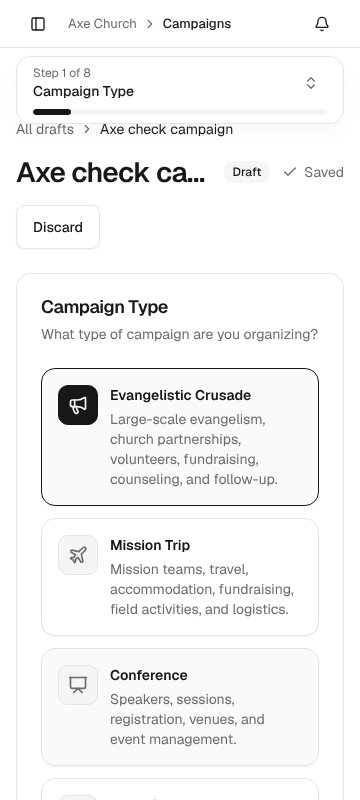 Axe Church > Campaigns
Step 1 of 8
Campaign Type
All drafts > Axe check campaign
Axe check ca... Draft Saved
Discard
Campaign Type
What type of campaign are you organizing?
Evangelistic Crusade
Large-scale evangelism,
church partnerships,
volunteers, fundraising,
counseling, and follow-up.
Mission Trip
Mission teams, travel,
accommodation, fundraising,
field activities, and logistics.
Conference
Speakers, sessions,
registration, venues, and
event management.